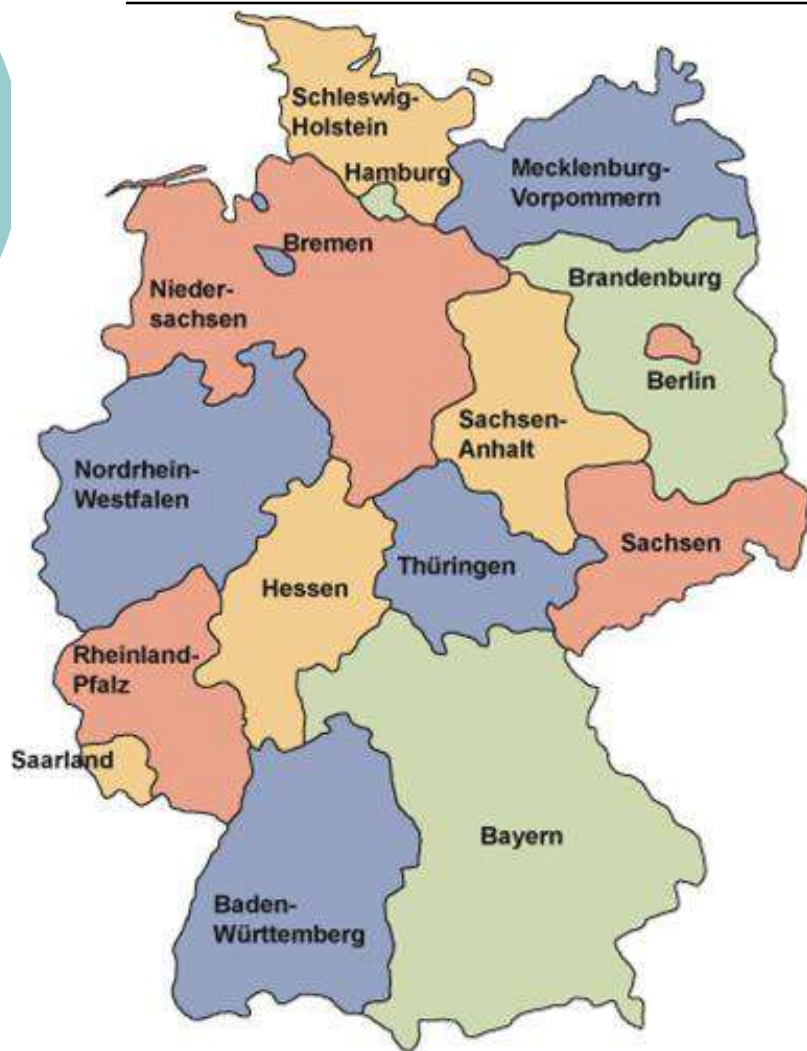 Schleswig-
Holstein
Hamburg
Mecklenburg-
Vorpommern
Bremen
Brandenburg
Nieder-
sachsen
Berlin
Sachsen-
Anhalt
Nordrhein-
Westfalen
Sachsen
Thüringen
Hessen
Rheinland-
Pfalz
Saarland
Bayern
Baden-
Württemberg